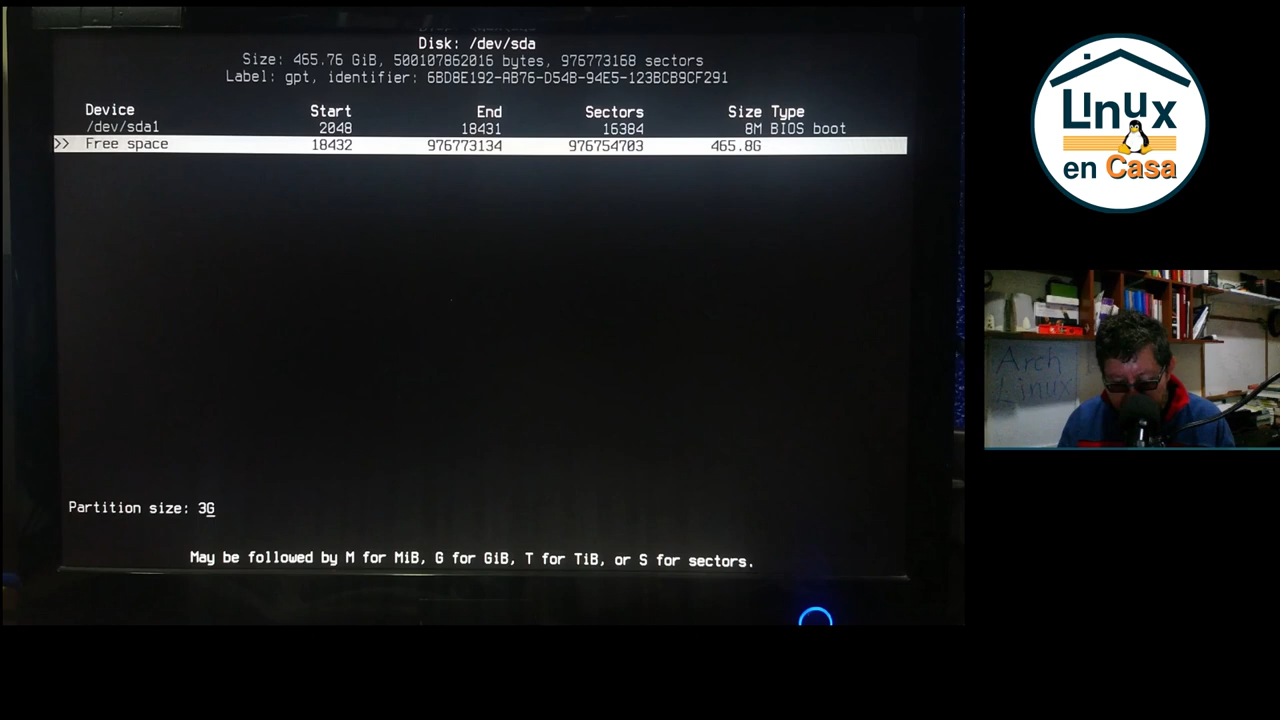 Disk: /dev/sda
Size: 465.76 GiB, 500107862016 bytes, 976773168 sectors
Label: gpt, identifier: 6BD8E192-AB76-D54B-94E5-123BCB9CF291
Device Start End Sectors Size Type
/dev/sda1 2048 18431 16384 8M BIOS boot
>> Free space 18432 976773134 976754703 465.8G
Partition size: 3G
May be followed by M for MiB, G for GiB, T for TiB, or S for sectors.
Linux
en Casa
Arch
Linux